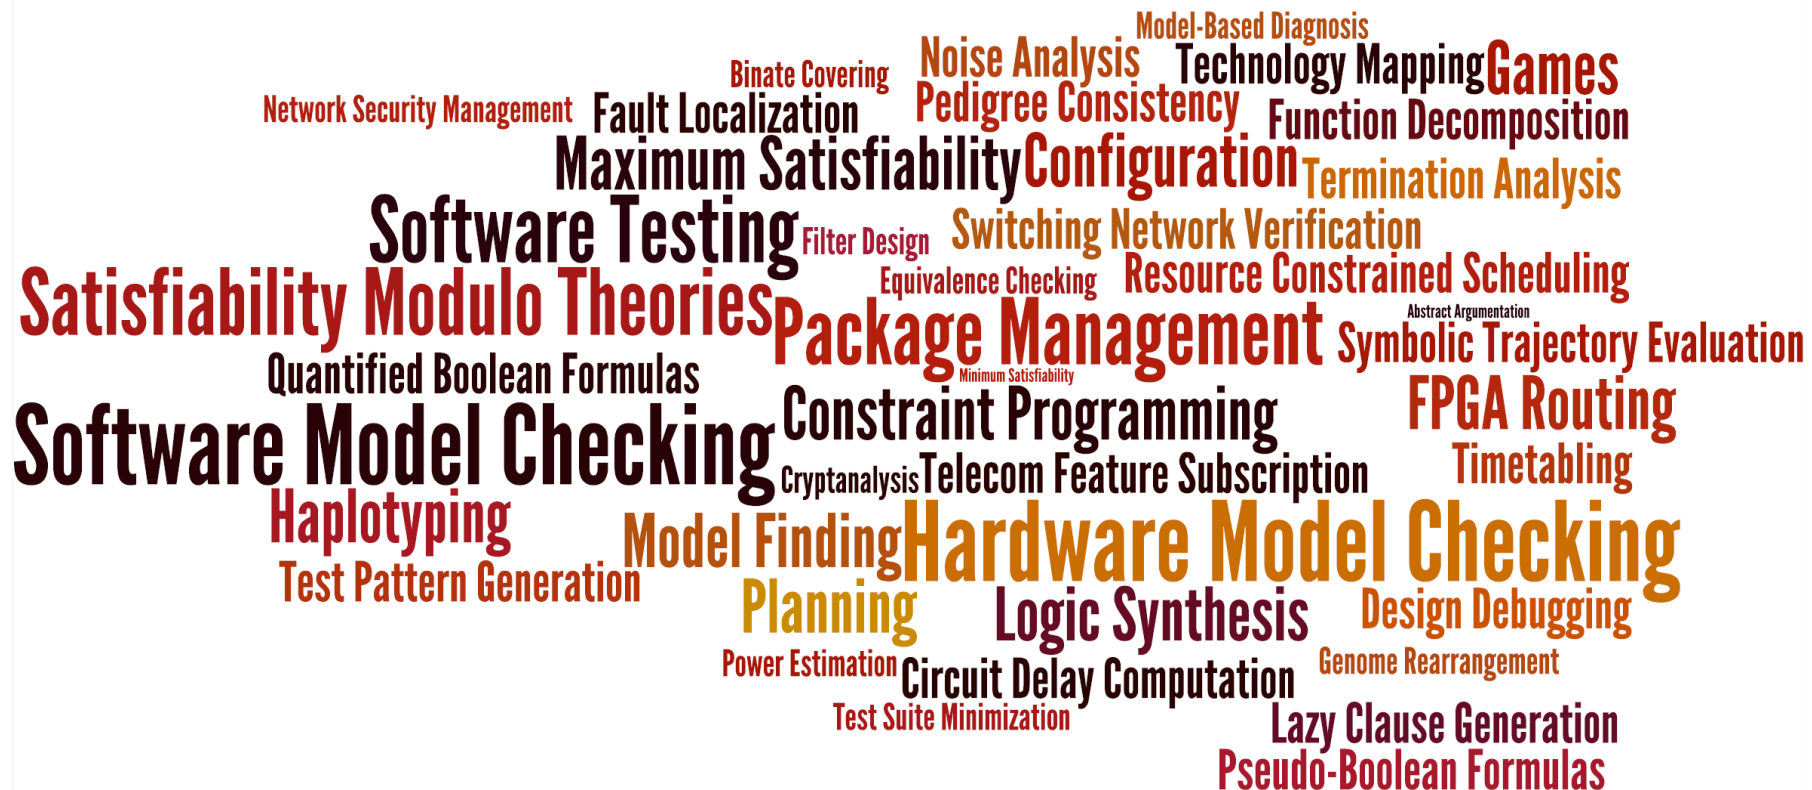 Model-Based Diagnosis
Noise Analysis
Technology Mapping
Games
Binate Covering
Network Security Management
Fault Localization
Pedigree Consistency
Function Decomposition
Maximum Satisfiability
Configuration
Termination Analysis
Software Testing
Filter Design
Switching Network Verification
Satisfiability Modulo Theories
Equivalence Checking
Resource Constrained Scheduling
Package Management
Abstract Argumentation
Symbolic Trajectory Evaluation
Quantified Boolean Formulas
Minimum Satisfiability
Software Model Checking
Constraint Programming
FPGA Routing
Cryptanalysis
Telecom Feature Subscription
Timetabling
Haplotyping
Model Finding
Hardware Model Checking
Test Pattern Generation
Planning
Logic Synthesis
Design Debugging
Power Estimation
Circuit Delay Computation
Genome Rearrangement
Test Suite Minimization
Lazy Clause Generation
Pseudo-Boolean Formulas